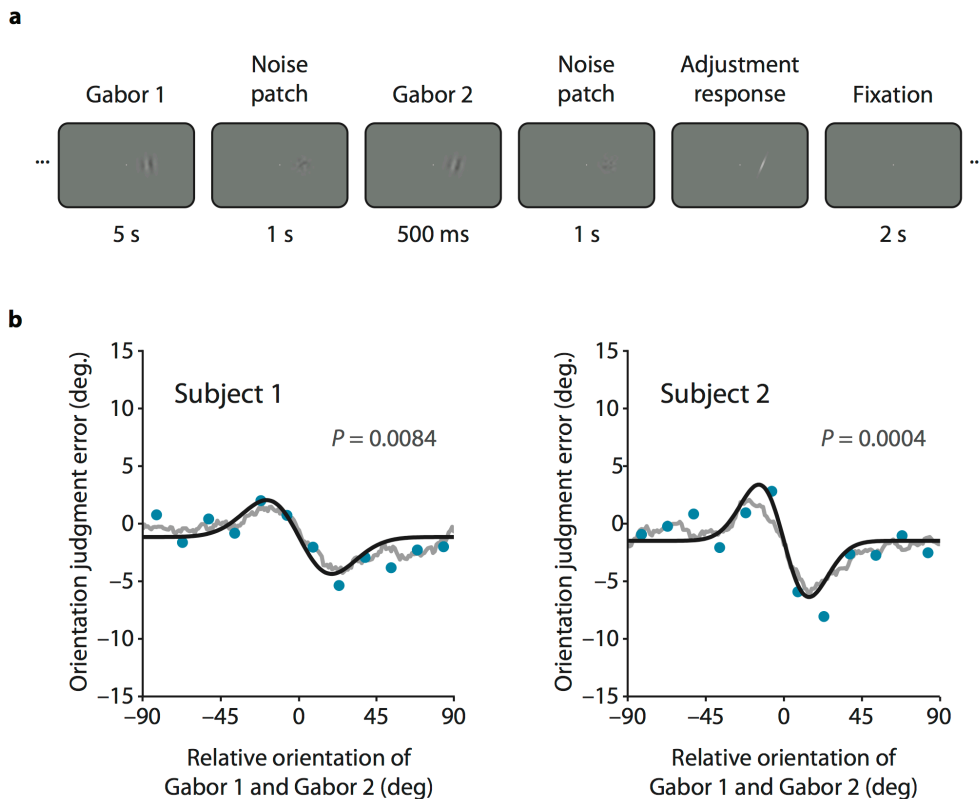 a
Gabor 1
Noise
patch
Gabor 2
Noise
patch
Adjustment
response
Fixation
...
..
5 s
1 s
500 ms
1 s
2 s
b
Orientation judgment error (deg.)
15
10
5
0
−5
−10
−15
Subject 1
P = 0.0084
−90
−45
0
45
90
Relative orientation of
Gabor 1 and Gabor 2 (deg)
Orientation judgment error (deg.)
15
10
5
0
−5
−10
−15
Subject 2
P = 0.0004
−90
−45
0
45
90
Relative orientation of
Gabor 1 and Gabor 2 (deg)